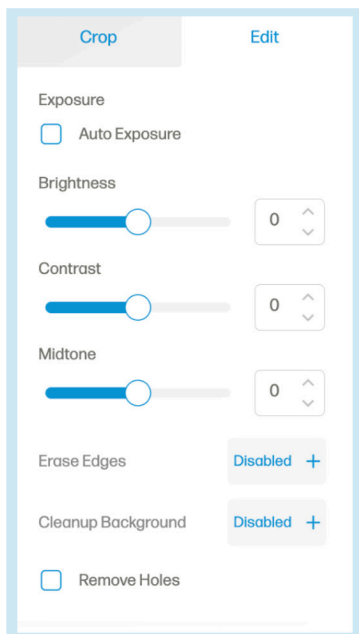 Crop Edit
Exposure
Auto Exposure
Brightness
0
Contrast
0
Midtone
0
Erase Edges Disabled +
Cleanup Background Disabled +
Remove Holes